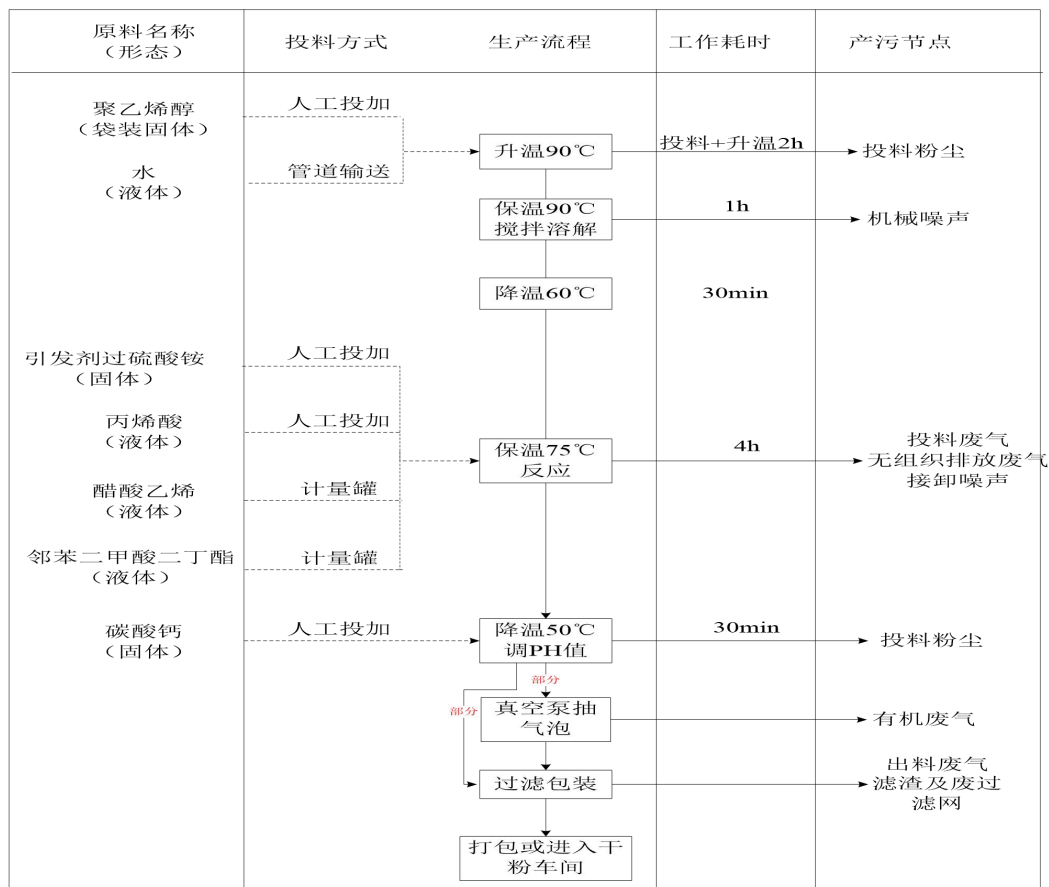 原料名称
（形态）
投料方式
生产流程
工作耗时
产污节点
聚乙烯醇
（袋装固体）
人工投加
水
（液体）
管道输送
升温90℃
投料+升温2h
投料粉尘
保温90℃
搅拌溶解
1h
机械噪声
降温60℃
30min
引发剂过硫酸铵
（固体）
人工投加
丙烯酸
（液体）
人工投加
醋酸乙烯
（液体）
计量罐
邻苯二甲酸二丁酯
（液体）
计量罐
保温75℃
反应
4h
投料废气
无组织排放废气
接卸噪声
碳酸钙
（固体）
人工投加
降温50℃
调PH值
30min
投料粉尘
部分
部分
真空泵抽
气泡
有机废气
过滤包装
出料废气
滤渣及废过
滤网
打包或进入干
粉车间